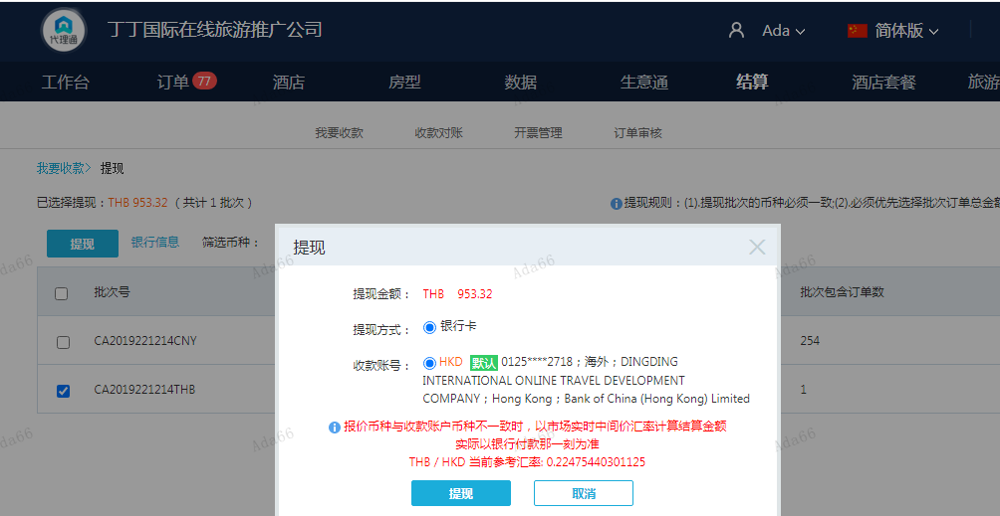 代理通
丁丁国际在线旅游推广公司
Ada
简体版
工作台
订单 77
酒店
房型
数据
生意通
结算
酒店套餐
旅游
我要收款
收款对账
开票管理
订单审核
我要收款> 提现
已选择提现：THB 953.32 （共计 1 批次）
提现规则：(1).提现批次的币种必须一致;(2).必须优先选择批次订单总金额
提现
银行信息
筛选币种：
批次号
批次包含订单数
CA2019221214CNY
254
CA2019221214THB
1
提现
提现金额： THB 953.32
提现方式： 银行卡
收款账号： HKD 默认 0125****2718；海外；DINGDING
INTERNATIONAL ONLINE TRAVEL DEVELOPMENT
COMPANY；Hong Kong；Bank of China (Hong Kong) Limited
报价币种与收款账户币种不一致时，以市场实时中间价汇率计算结算金额
实际以银行付款那一刻为准
THB / HKD 当前参考汇率: 0.22475440301125
提现
取消
Ada66
Ada66
Ada66
Ada66
Ada66
Ada66